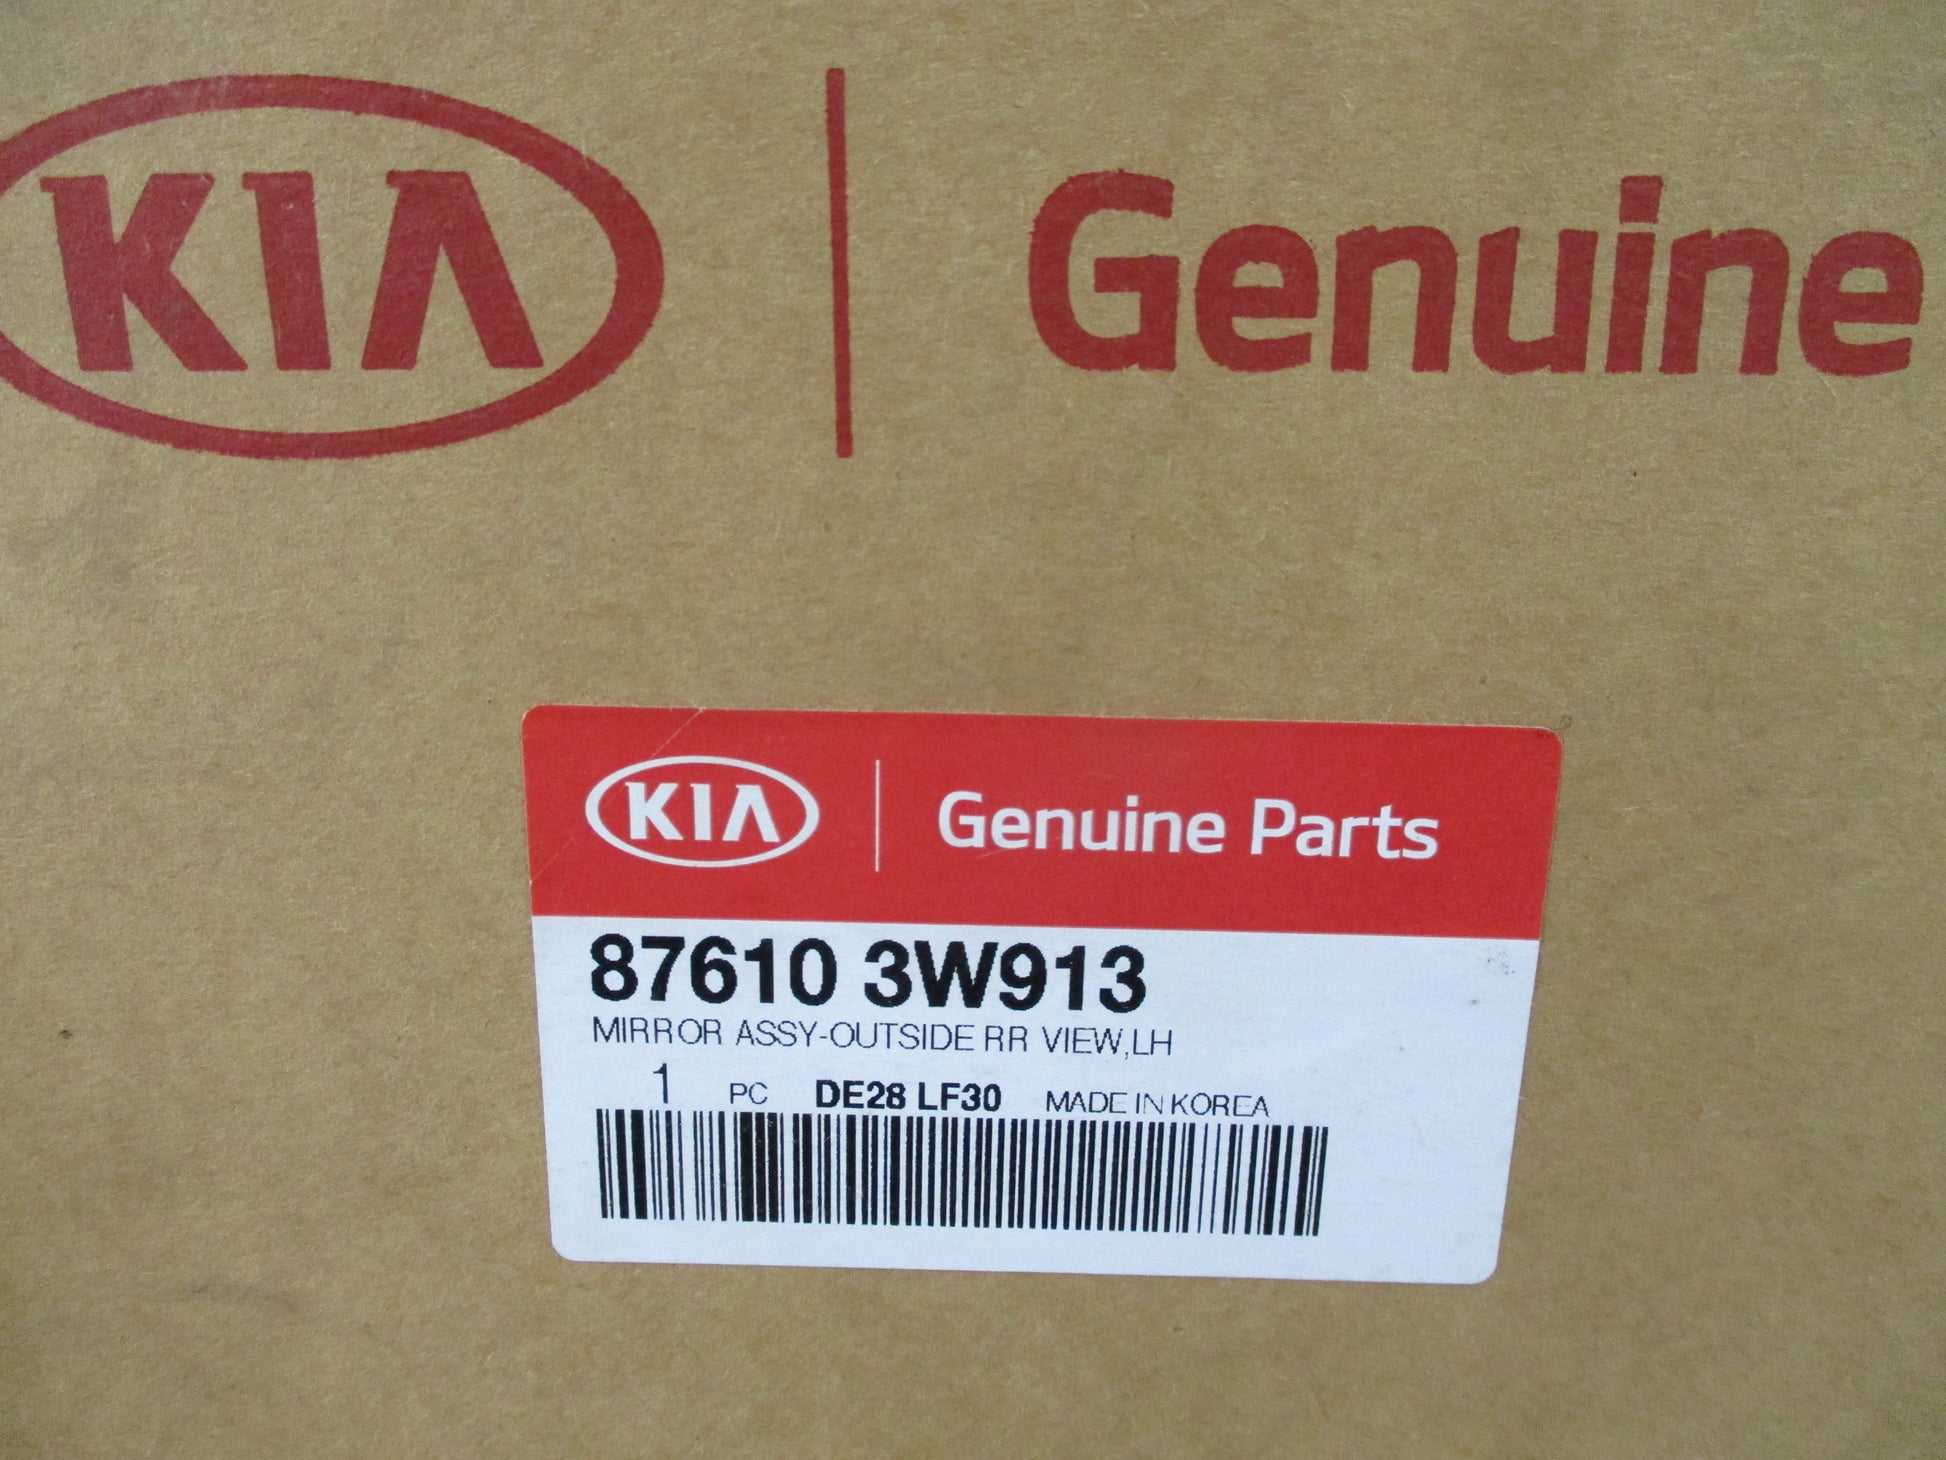 KIA | Genuine
KIA | Genuine Parts
87610 3W913
MIRROR ASSY-OUTSIDE RR VIEW,LH
1 PC DE28 LF30 MADE IN KOREA